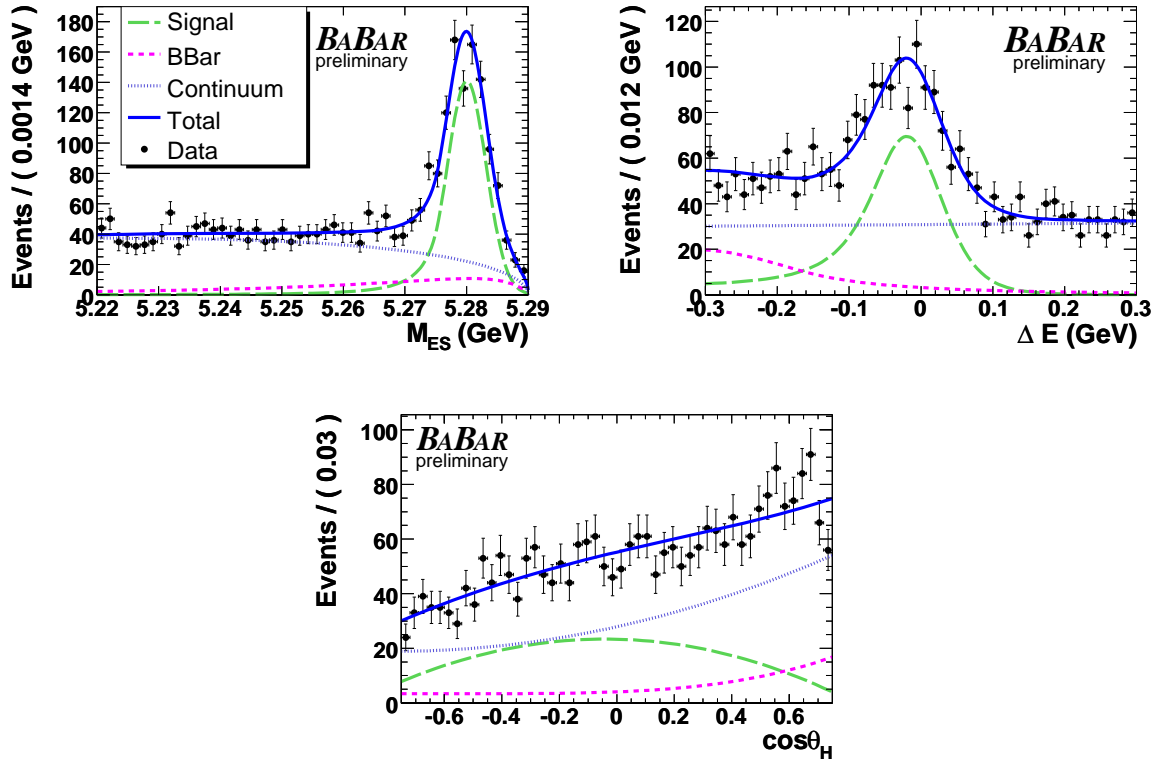 Events / ( 0.0014 GeV )
180
160
140
120
100
80
60
40
20
0
Signal
BBar
Continuum
Total
Data
BABAR
preliminary
5.22 5.23 5.24 5.25 5.26 5.27 5.28 5.29
M_ES (GeV)
Events / ( 0.012 GeV )
120
100
80
60
40
20
0
BABAR
preliminary
-0.3 -0.2 -0.1 0 0.1 0.2 0.3
Δ E (GeV)
Events / ( 0.03 )
100
80
60
40
20
0
BABAR
preliminary
-0.6 -0.4 -0.2 0 0.2 0.4 0.6
cosθ_H